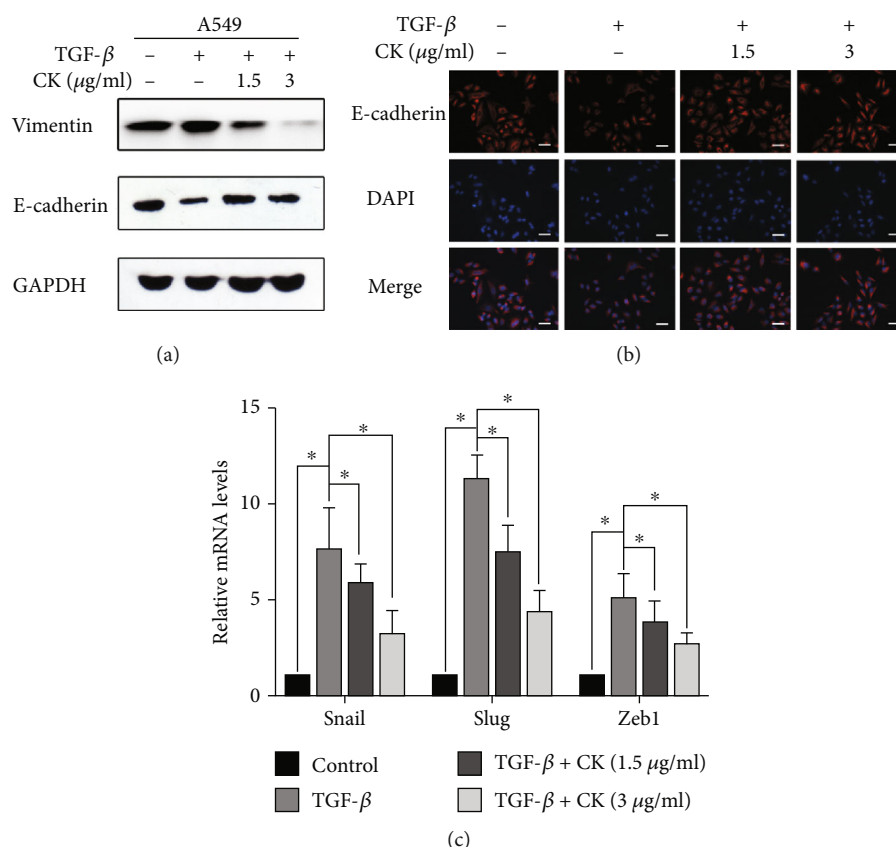 A549
TGF-β – + + +
CK (μg/ml) – – 1.5 3
Vimentin
E-cadherin
GAPDH
(a)
TGF-β – + + +
CK (μg/ml) – – 1.5 3
E-cadherin
DAPI
Merge
(b)
Relative mRNA levels
15
10
5
0
* * *
* * *
* * *
Snail Slug Zeb1
Control
TGF-β
TGF-β + CK (1.5 μg/ml)
TGF-β + CK (3 μg/ml)
(c)